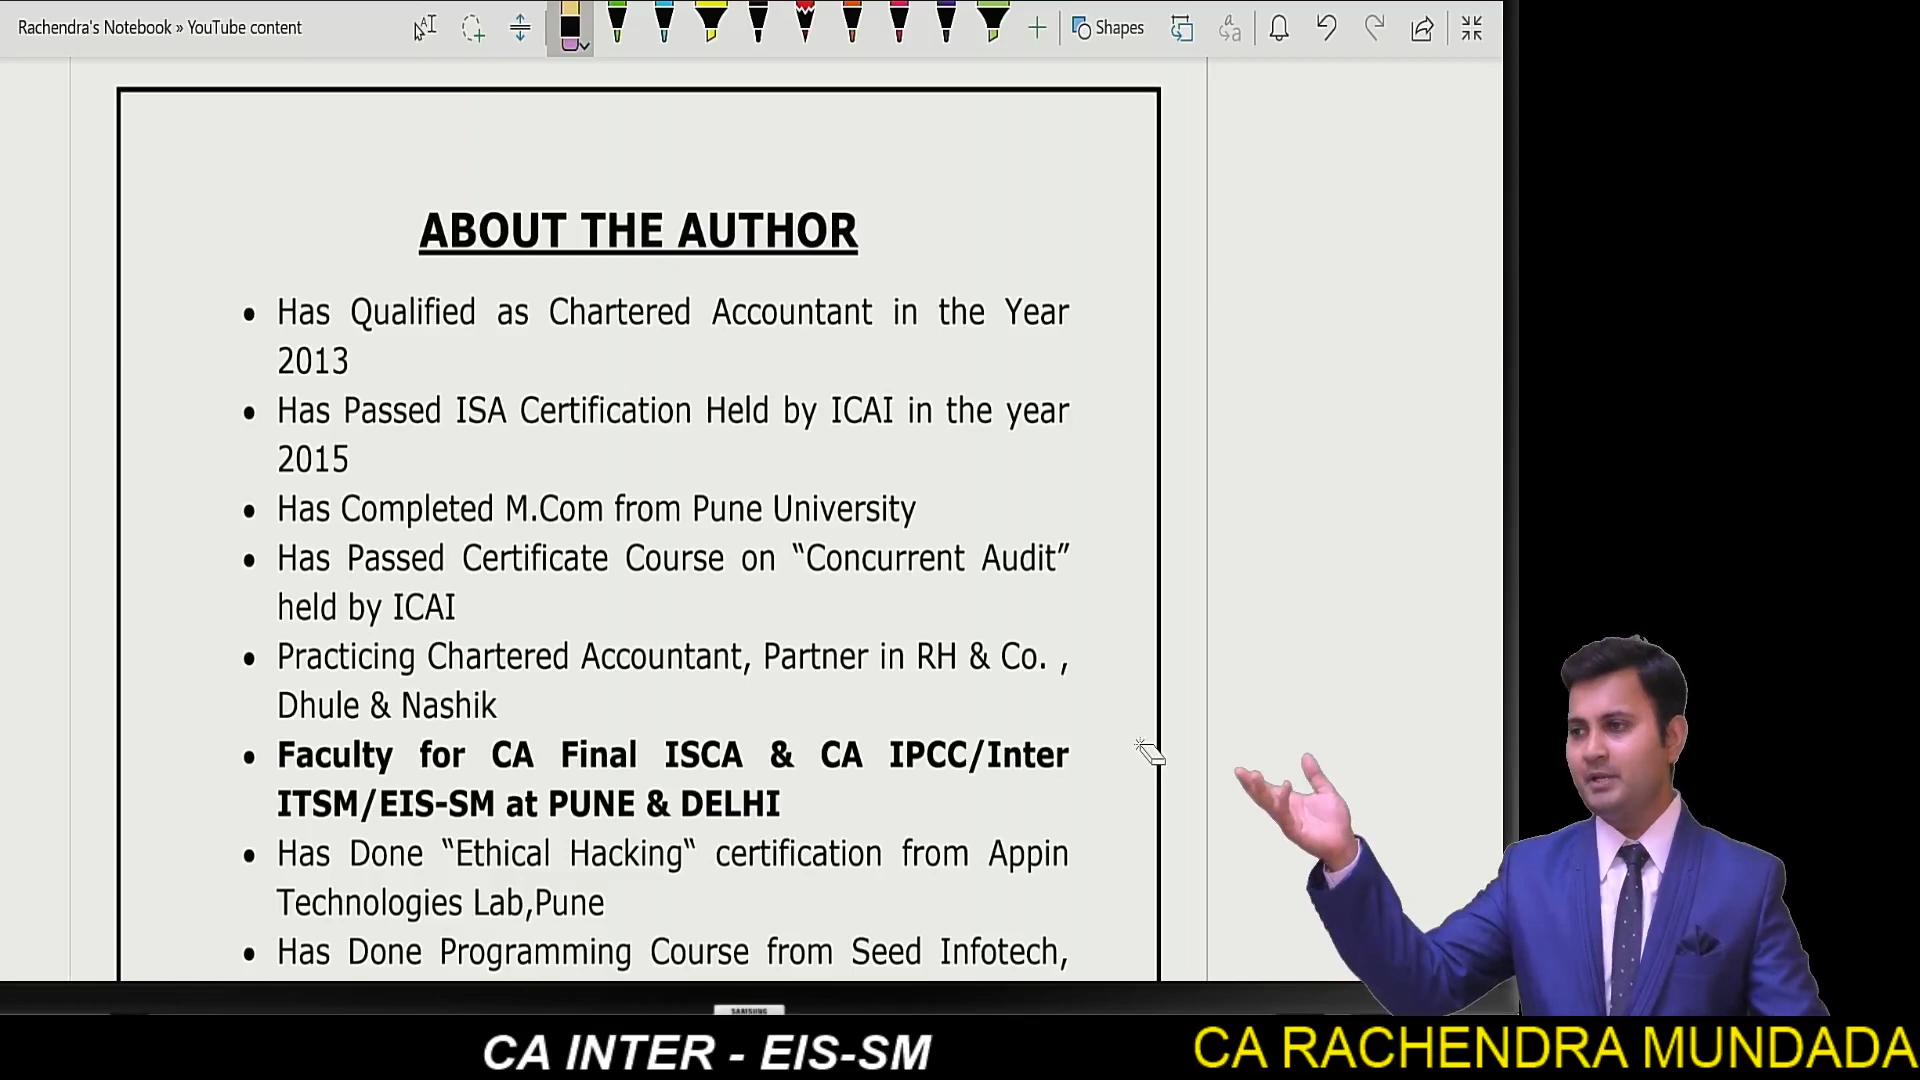 Rachendra's Notebook » YouTube content
Shapes
ABOUT THE AUTHOR
• Has Qualified as Chartered Accountant in the Year
2013
• Has Passed ISA Certification Held by ICAI in the year
2015
• Has Completed M.Com from Pune University
• Has Passed Certificate Course on “Concurrent Audit”
held by ICAI
• Practicing Chartered Accountant, Partner in RH & Co. ,
Dhule & Nashik
• Faculty for CA Final ISCA & CA IPCC/Inter
ITSM/EIS-SM at PUNE & DELHI
• Has Done “Ethical Hacking“ certification from Appin
Technologies Lab,Pune
• Has Done Programming Course from Seed Infotech,
SAMSUNG
CA INTER - EIS-SM
CA RACHENDRA MUNDADA